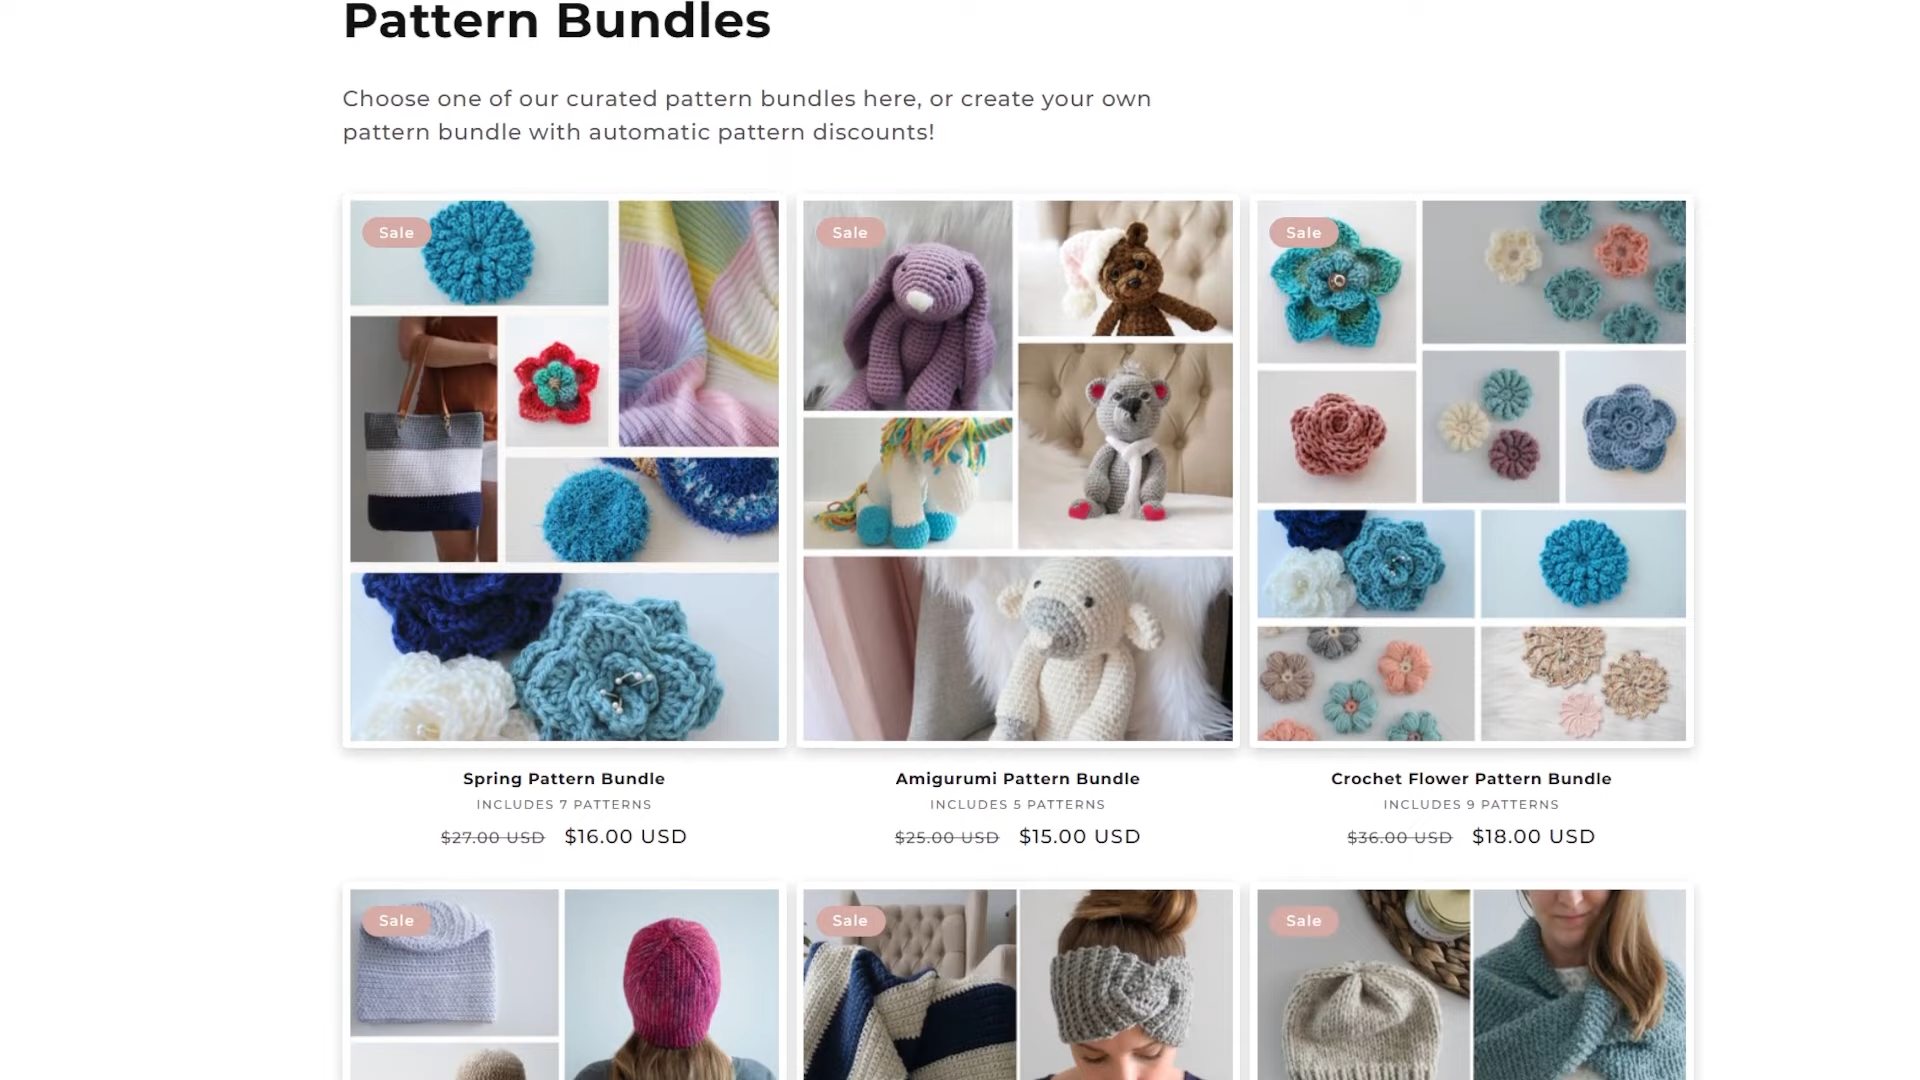 Pattern Bundles
Choose one of our curated pattern bundles here, or create your own
pattern bundle with automatic pattern discounts!
Sale
Sale
Sale
Spring Pattern Bundle
INCLUDES 7 PATTERNS
$27.00 USD $16.00 USD
Amigurumi Pattern Bundle
INCLUDES 5 PATTERNS
$25.00 USD $15.00 USD
Crochet Flower Pattern Bundle
INCLUDES 9 PATTERNS
$36.00 USD $18.00 USD
Sale
Sale
Sale